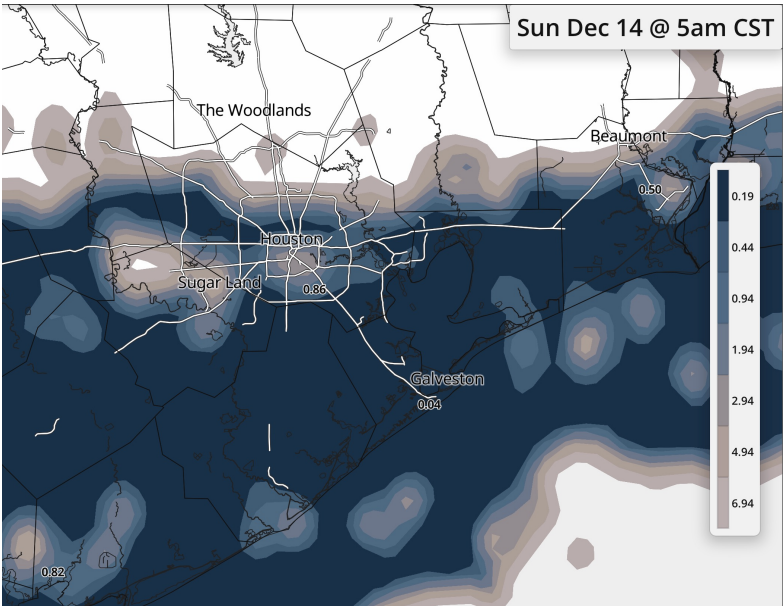 Sun Dec 14 @ 5am CST
The Woodlands
Beaumont
0.50
0.19
Houston
0.44
Sugar Land
0.86
0.94
1.94
Galveston
2.94
0.04
4.94
6.94
0.82